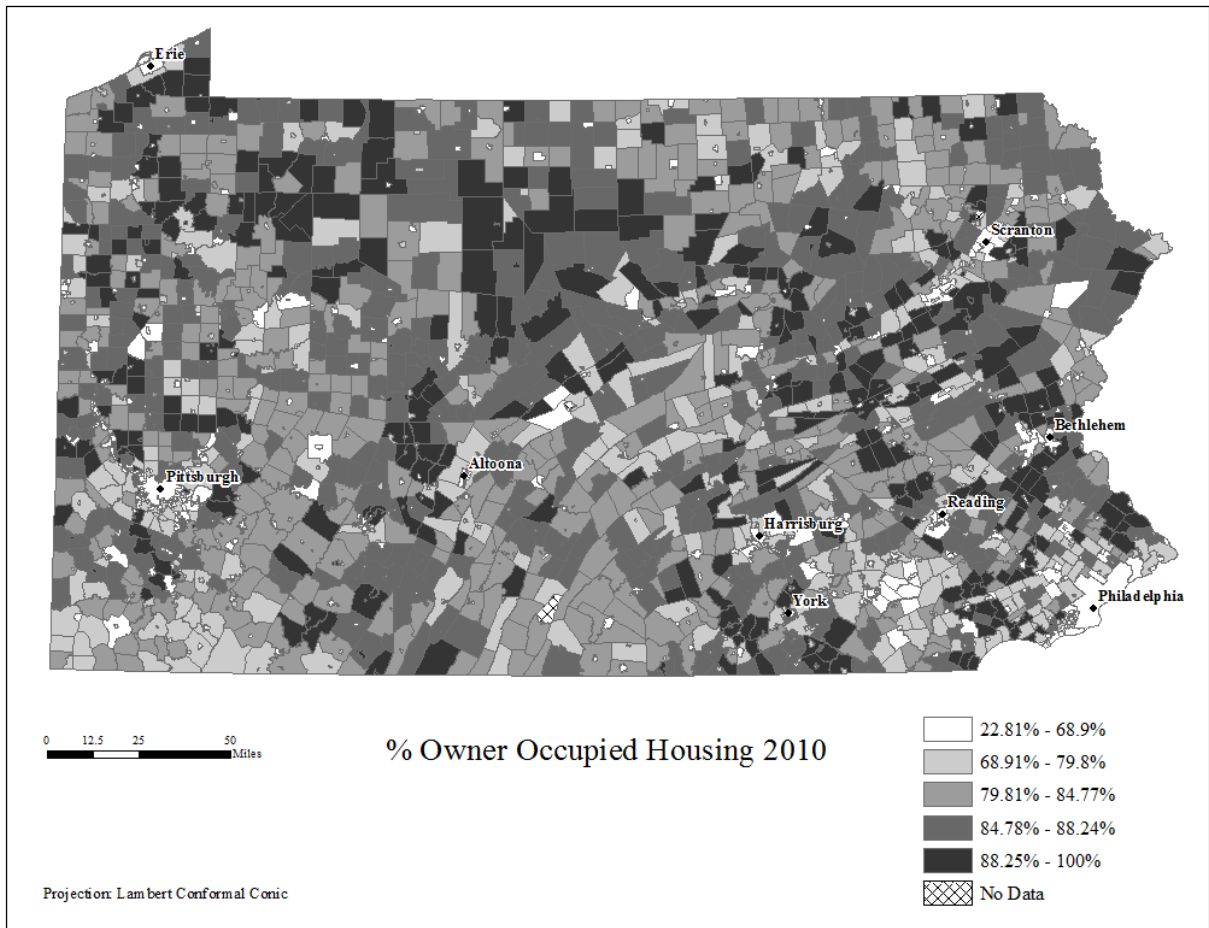 Erie
Scranton
Bethlehem
Altoona
Pittsburgh
Reading
Harrisburg
York
Philadelphia
0 12.5 25 50
Miles
% Owner Occupied Housing 2010
22.81% - 68.9%
68.91% - 79.8%
79.81% - 84.77%
84.78% - 88.24%
88.25% - 100%
No Data
Projection: Lambert Conformal Conic